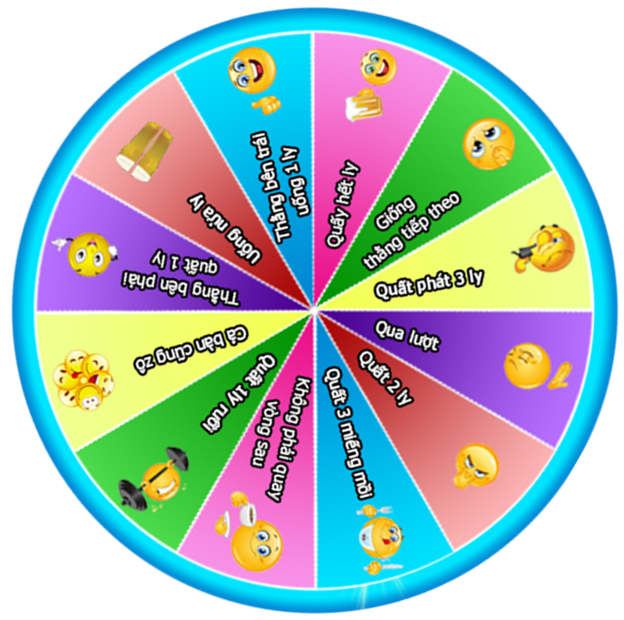 Quẩy hết ly
Giống
thằng tiếp theo
Quất phát 3 ly
Qua lượt
Quất 2 ly
Quất 3 miếng mồi
Không phải quay
vòng sau
Quất 1ly rưỡi
Cả bàn cùng zô
Thằng bên phải
quất 1 ly
Uống nửa ly
Thằng bên trái
uống 1 ly